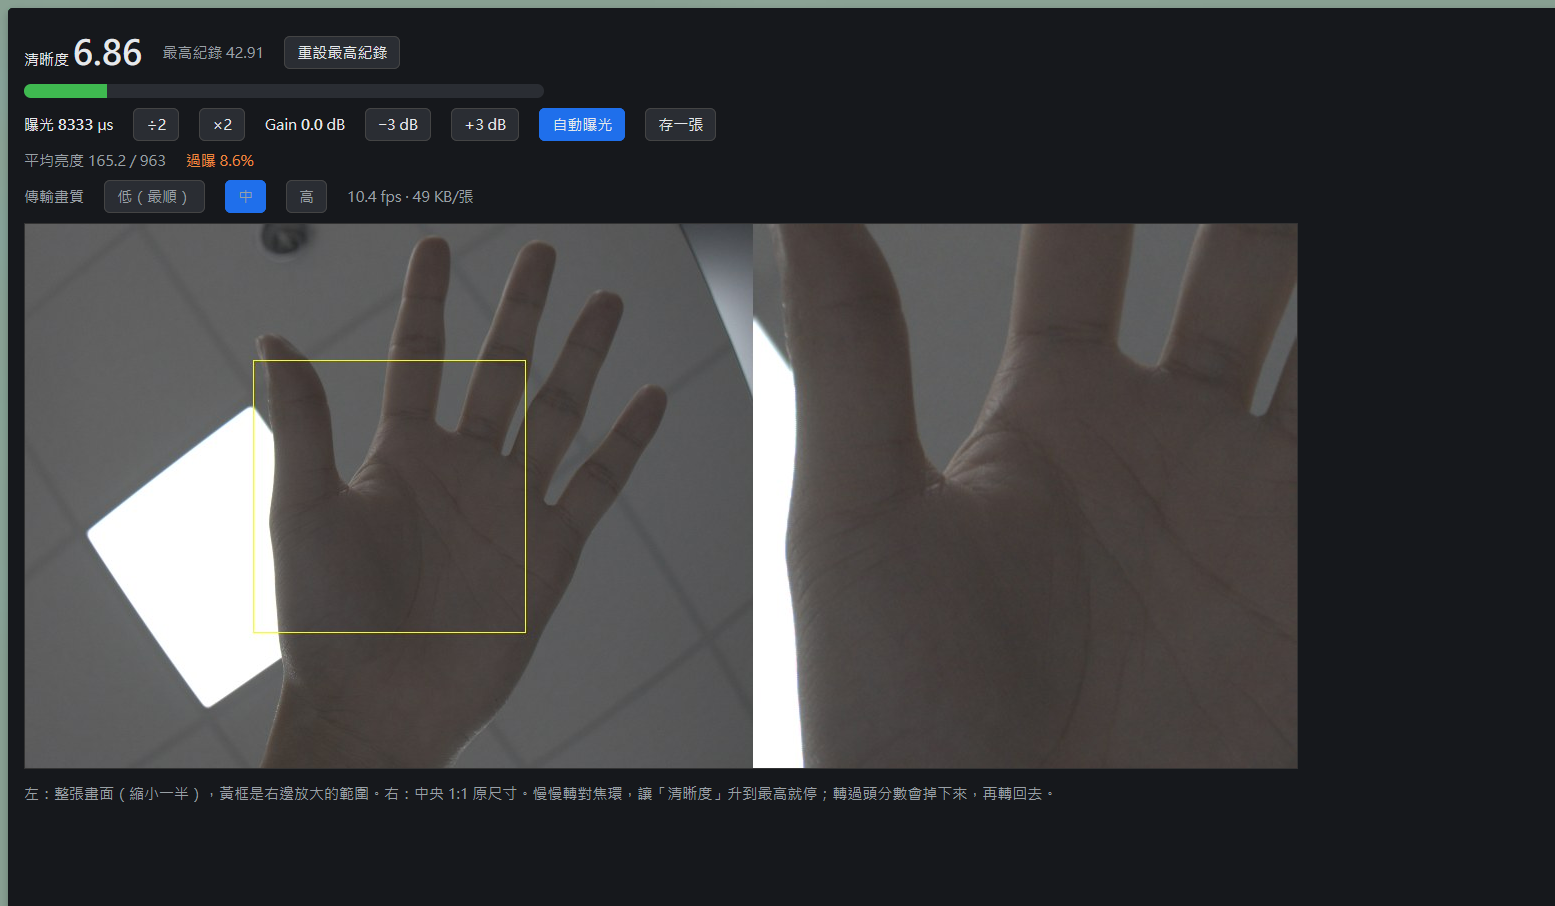 清晰度 6.86 最高紀錄 42.91 重設最高紀錄
曝光 8333 µs ÷2 ×2 Gain 0.0 dB −3 dB +3 dB 自動曝光 存一張
平均亮度 165.2 / 963 過曝 8.6%
傳輸畫質 低（最順） 中 高 10.4 fps · 49 KB/張
左：整張畫面（縮小一半），黃框是右邊放大的範圍。右：中央 1:1 原尺寸。慢慢轉對焦環，讓「清晰度」升到最高就停；轉過頭分數會掉下來，再轉回去。